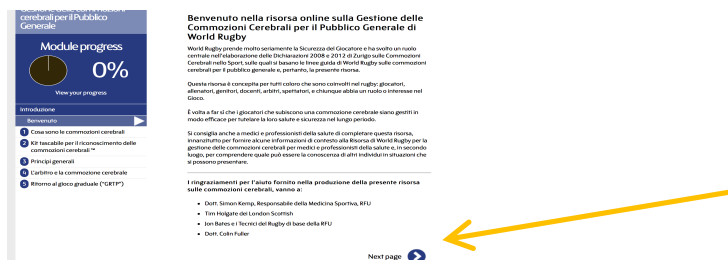 Gestione delle Commozioni
cerebrali per il Pubblico
Generale
Module progress
0%
View your progress
Introduzione
Benvenuto
1 Cosa sono le commozioni cerebrali
2 Kit tascabile per il riconoscimento delle
commozioni cerebrali ™
3 Principi generali
4 L'arbitro e la commozione cerebrale
5 Ritorno al gioco graduale ("GRTP")
Benvenuto nella risorsa online sulla Gestione delle
Commozioni Cerebrali per il Pubblico Generale di
World Rugby
World Rugby prende molto seriamente la Sicurezza del Giocatore e ha svolto un ruolo
centrale nell'elaborazione delle Dichiarazioni 2008 e 2012 di Zurigo sulle Commozioni
Cerebrali nello Sport, sulle quali si basano le linee guida di World Rugby sulle commozioni
cerebrali per il pubblico generale e, pertanto, la presente risorsa.
Questa risorsa è concepita per tutti coloro che sono coinvolti nel rugby: giocatori,
allenatori, genitori, docenti, arbitri, spettatori, e chiunque abbia un ruolo o interesse nel
Gioco.
È volta a far sì che i giocatori che subiscono una commozione cerebrale siano gestiti in
modo efficace per tutelare la loro salute e sicurezza nel lungo periodo.
Si consiglia anche a medici e professionisti della salute di completare questa risorsa,
innanzitutto per fornire alcune informazioni di contesto alla Risorsa di World Rugby per la
gestione delle commozioni cerebrali per medici e professionisti della salute e, in secondo
luogo, per comprendere quale può essere la conoscenza di altri individui in situazioni che
si possono presentare.
I ringraziamenti per l'aiuto fornito nella produzione della presente risorsa
sulle commozioni cerebrali, vanno a:
• Dott. Simon Kemp, Responsabile della Medicina Sportiva, RFU
• Tim Holgate dei London Scottish
• Jon Bates e i Tecnici del Rugby di base della RFU
• Dott. Colin Fuller
Next page